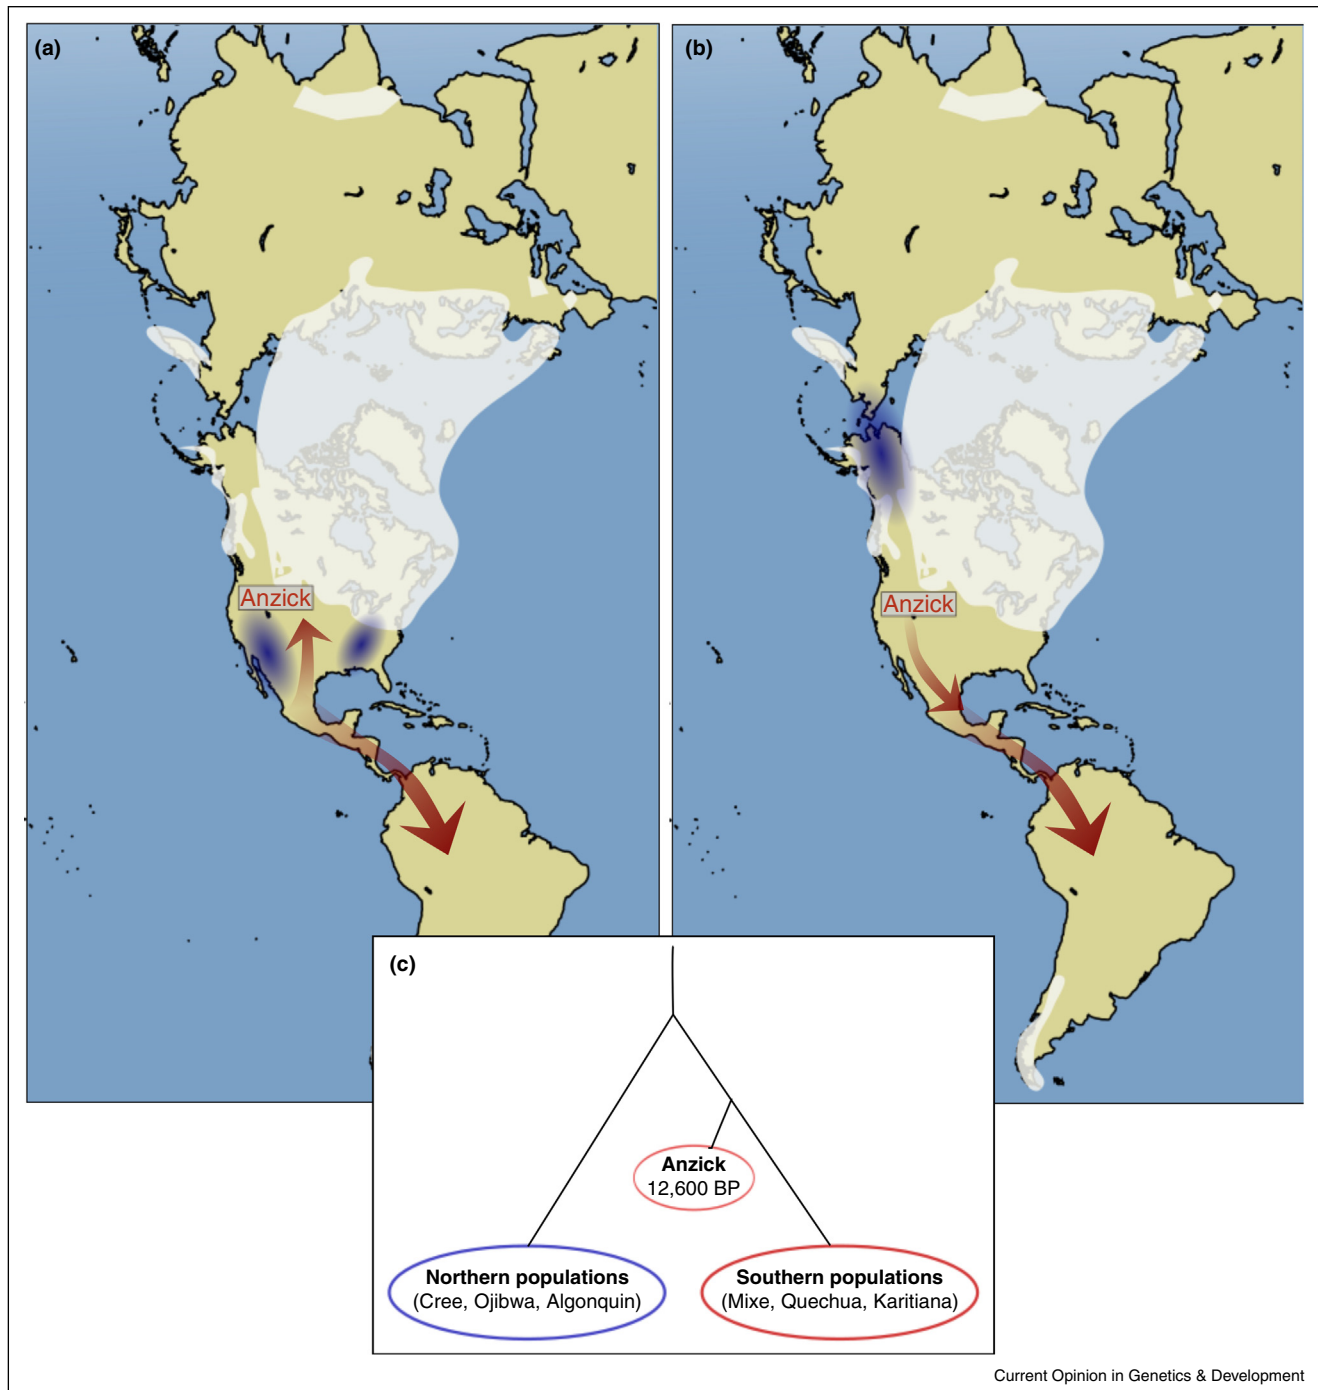 (a)
(b)
Anzick
Anzick
(c)
Anzick
12,600 BP
Northern populations
(Cree, Ojibwa, Algonquin)
Southern populations
(Mixe, Quechua, Karitiana)
Current Opinion in Genetics & Development